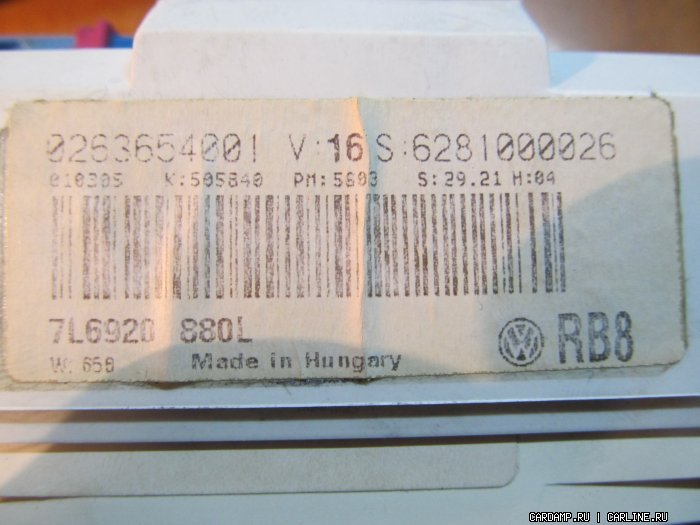 0263654001 V:16 S:6281000026
010305 K:505840 PM:5603 S:29.21 H:04
7L6920 880L RB8
W: 658 Made in Hungary
CARDAMP.RU | CARLINE.RU